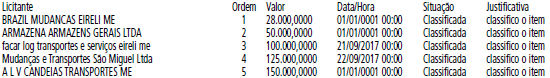 Licitante Ordem Valor Data/Hora Situação Justificativa
BRAZIL MUDANCAS EIRELI ME 1 28.000,0000 01/01/0001 00:00 Classificada classifico o item
ARMAZENA ARMAZENS GERAIS LTDA 2 50.000,0000 01/01/0001 00:00 Classificada classifico o item
facar log transportes e serviços eireli me 3 100.000,0000 21/09/2017 00:00 Classificada classifico o item
Mudanças e Transportes São Miguel Ltda 4 125.000,0000 22/09/2017 00:00 Classificada classifico o item
A L V CANDEIAS TRANSPORTES ME 5 150.000,0000 01/01/0001 00:00 Classificada classifico o item